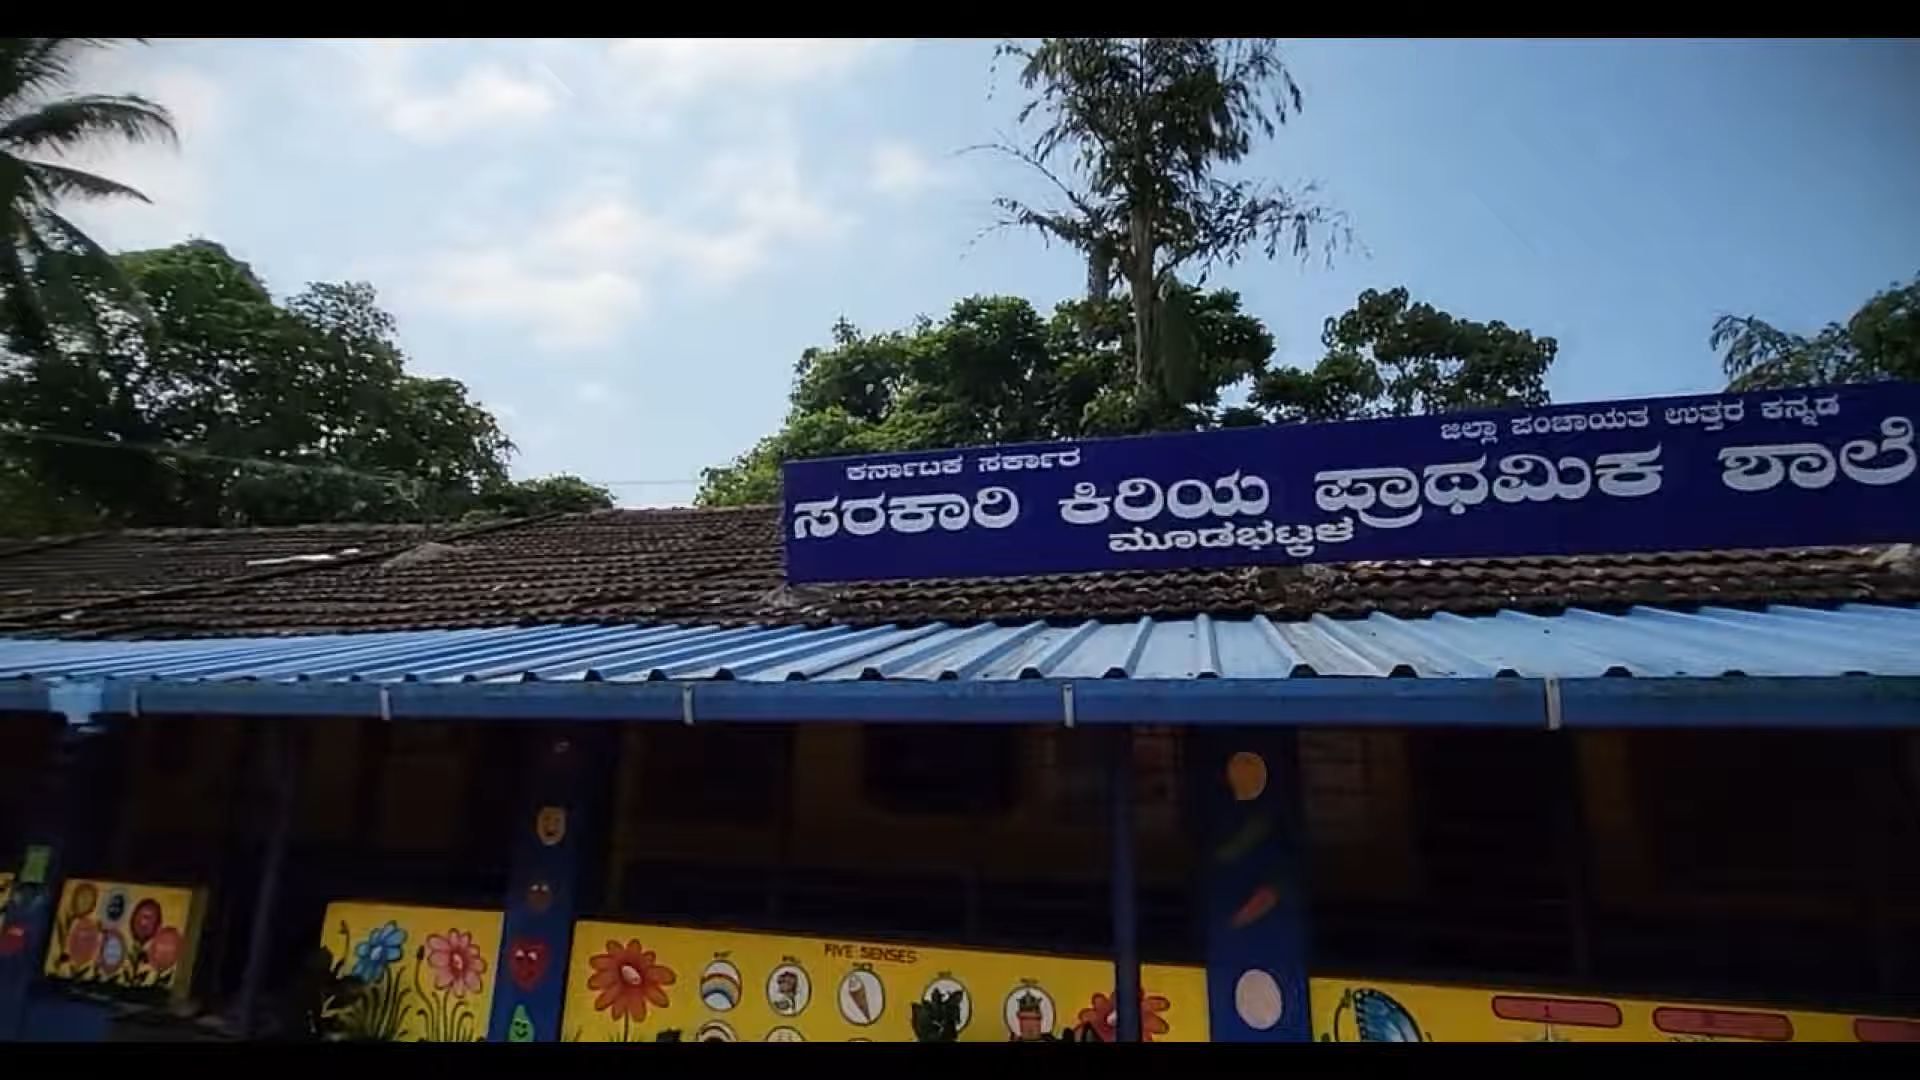 ಕರ್ನಾಟಕ ಸರ್ಕಾರ
ಜಿಲ್ಲಾ ಪಂಚಾಯತ ಉತ್ತರ ಕನ್ನಡ
ಸರಕಾರಿ ಕಿರಿಯ ಪ್ರಾಥಮಿಕ ಶಾಲೆ
ಮೂಡಭಟ್ಕಳ
FIVE SENSES